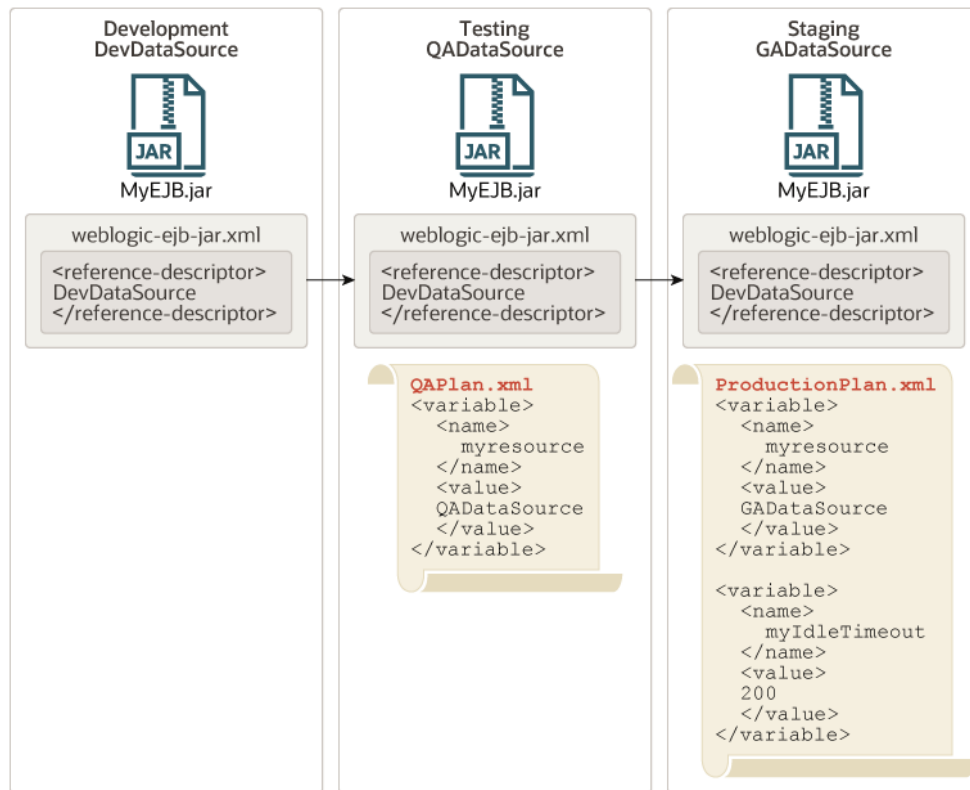 Development
DevDataSource
JAR
MyEJB.jar
weblogic-ejb-jar.xml
<reference-descriptor>
DevDataSource
</reference-descriptor>
Testing
QADataSource
JAR
MyEJB.jar
weblogic-ejb-jar.xml
<reference-descriptor>
DevDataSource
</reference-descriptor>
QAPlan.xml
<variable>
<name>
myresource
</name>
<value>
QADataSource
</value>
</variable>
Staging
GADataSource
JAR
MyEJB.jar
weblogic-ejb-jar.xml
<reference-descriptor>
DevDataSource
</reference-descriptor>
ProductionPlan.xml
<variable>
<name>
myresource
</name>
<value>
GADataSource
</value>
</variable>
<variable>
<name>
myIdleTimeout
</name>
<value>
200
</value>
</variable>